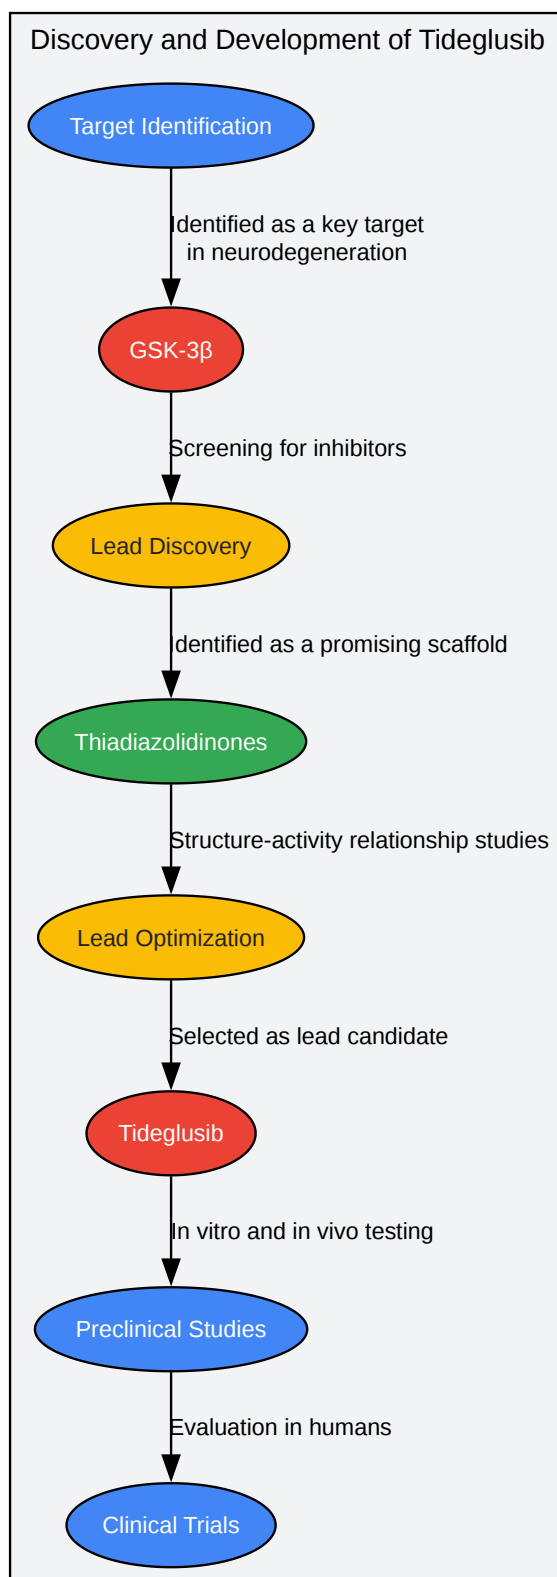 Discovery and Development of Tideglusib
Target Identification
Identified as a key target
in neurodegeneration
GSK-3β
Screening for inhibitors
Lead Discovery
Identified as a promising scaffold
Thiadiazolidinones
Structure-activity relationship studies
Lead Optimization
Selected as lead candidate
Tideglusib
In vitro and in vivo testing
Preclinical Studies
Evaluation in humans
Clinical Trials